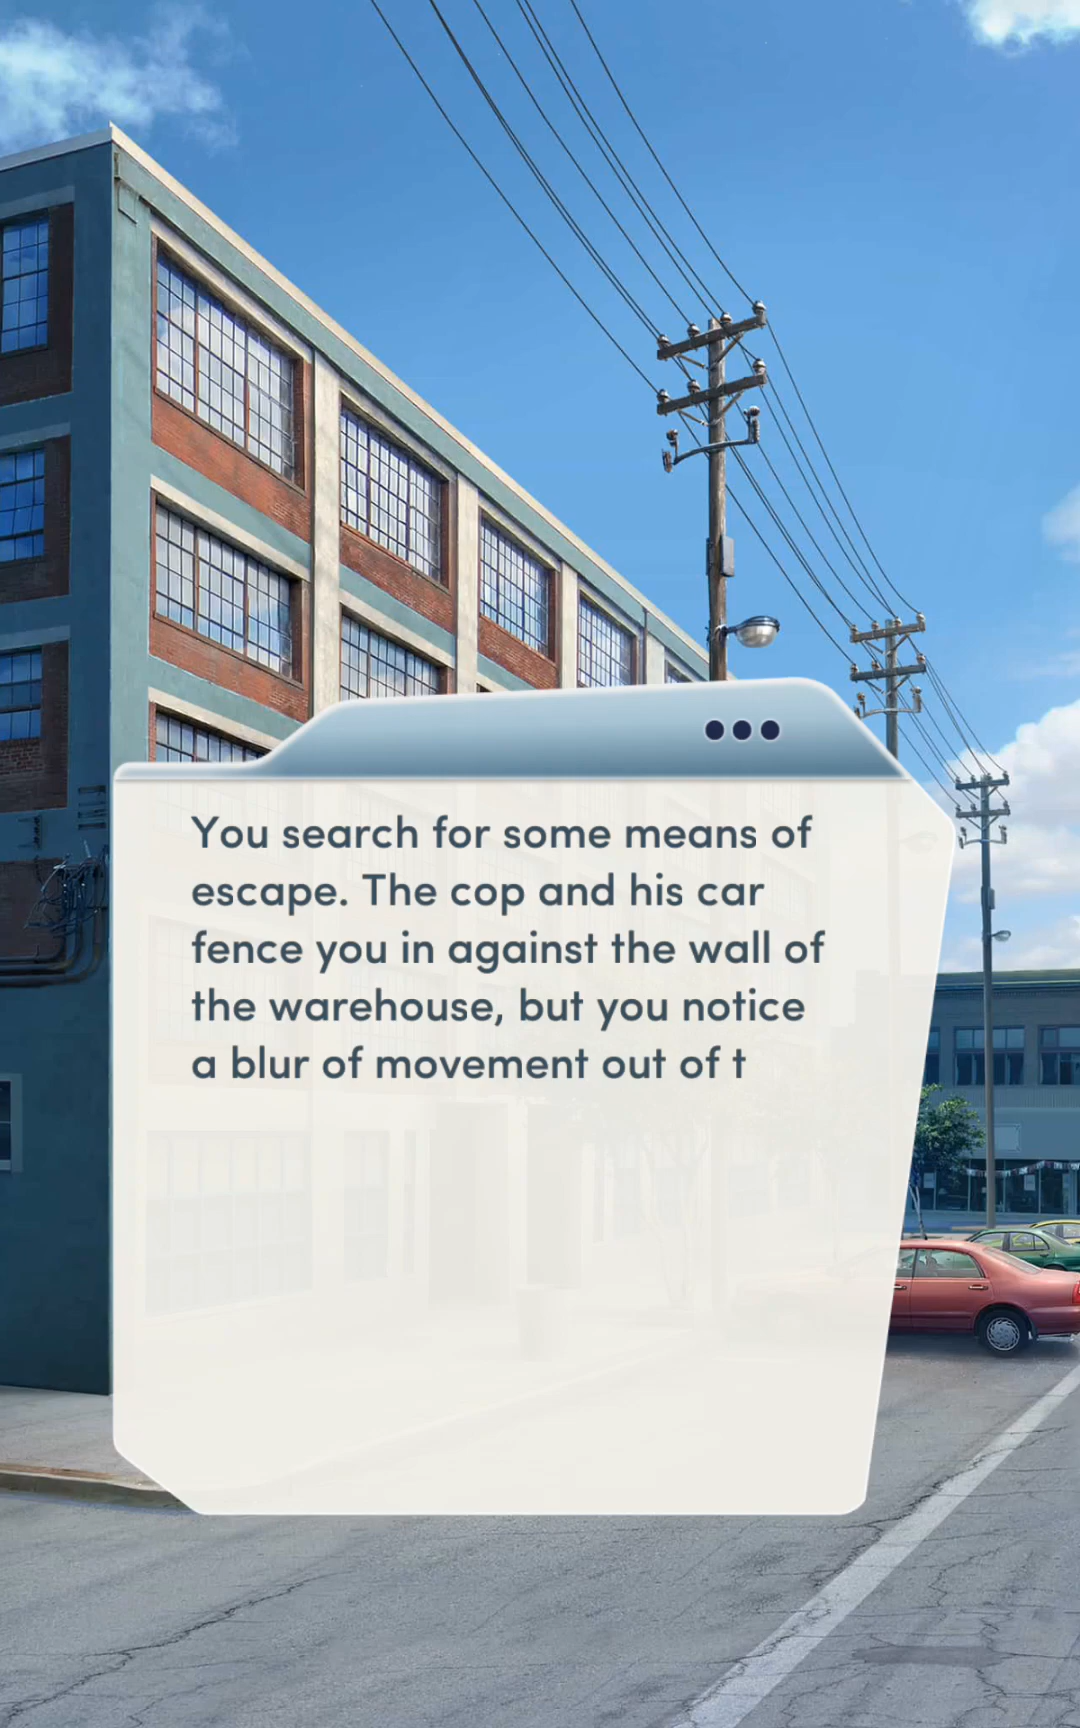 You search for some means of
escape. The cop and his car
fence you in against the wall of
the warehouse, but you notice
a blur of movement out of t